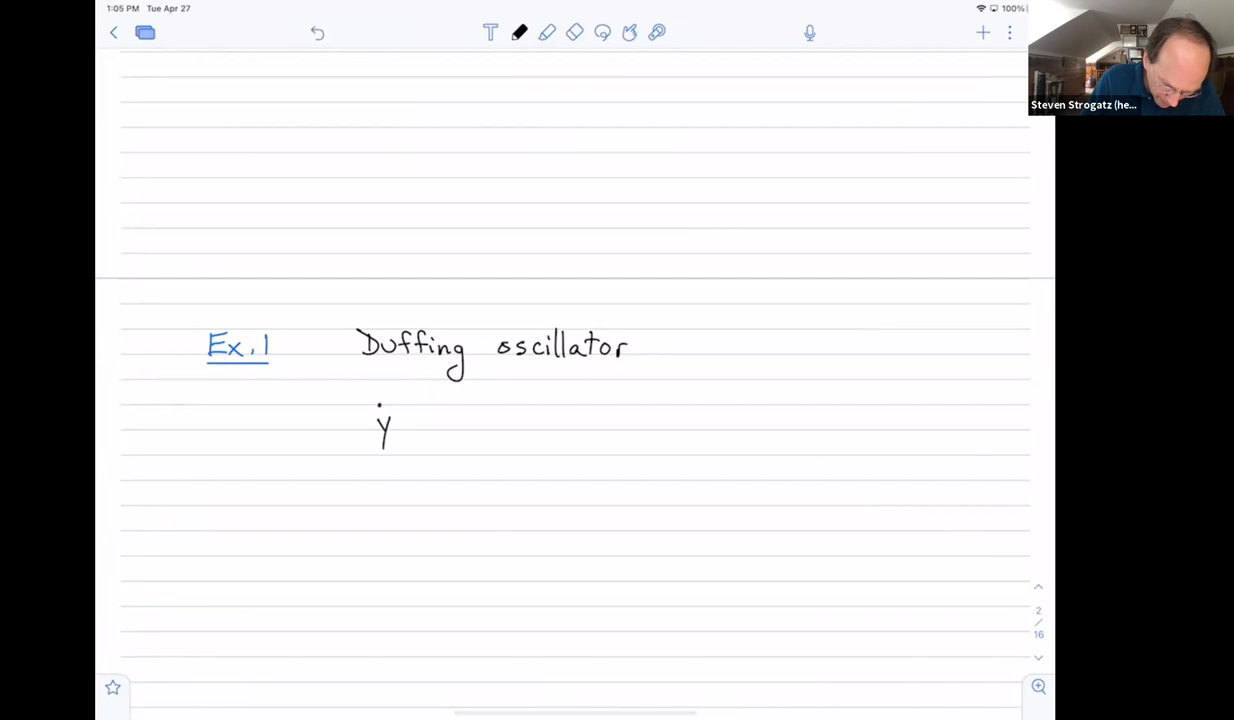 1:05 PM Tue Apr 27
100%
Steven Strogatz (he...
Ex. 1 Duffing oscillator
ẏ
2
/
16